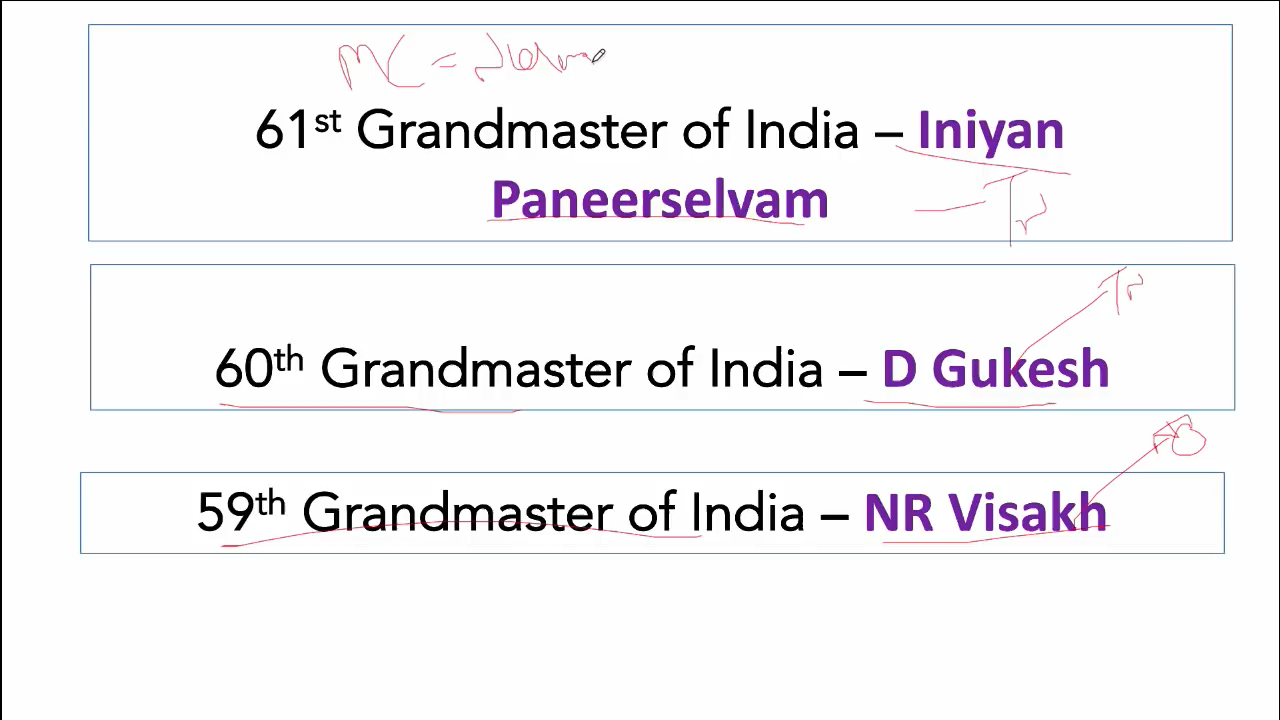 61st Grandmaster of India – Iniyan
Paneerselvam
60th Grandmaster of India – D Gukesh
59th Grandmaster of India – NR Visakh